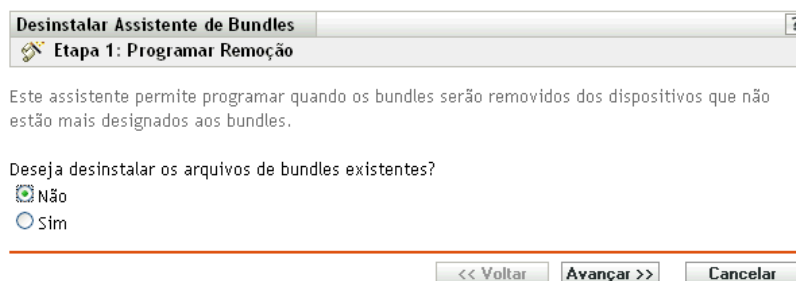 Desinstalar Assistente de Bundles
?
Etapa 1: Programar Remoção
Este assistente permite programar quando os bundles serão removidos dos dispositivos que não
estão mais designados aos bundles.
Deseja desinstalar os arquivos de bundles existentes?
Não
Sim
<< Voltar Avançar >> Cancelar